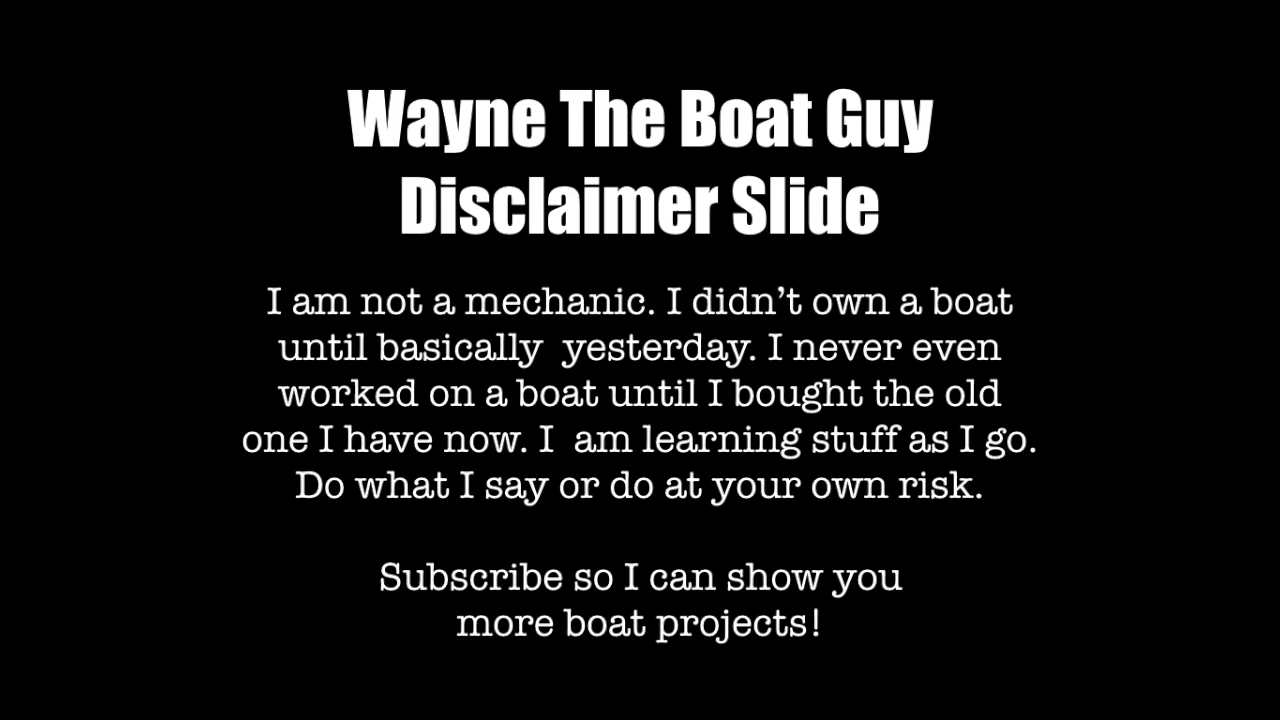 Wayne The Boat Guy
Disclaimer Slide
I am not a mechanic. I didn’t own a boat
until basically  yesterday. I never even
worked on a boat until I bought the old
one I have now. I  am learning stuff as I go.
Do what I say or do at your own risk.
Subscribe so I can show you
more boat projects!